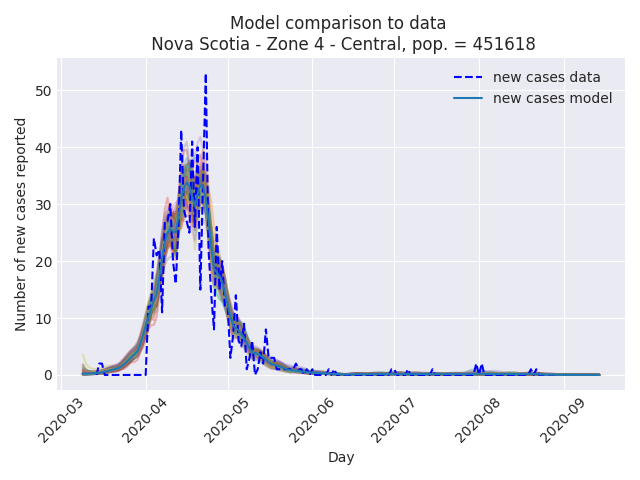 Model comparison to data
Nova Scotia - Zone 4 - Central, pop. = 451618
new cases data
new cases model
Number of new cases reported
50
40
30
20
10
0
2020-03
2020-04
2020-05
2020-06
2020-07
2020-08
2020-09
Day